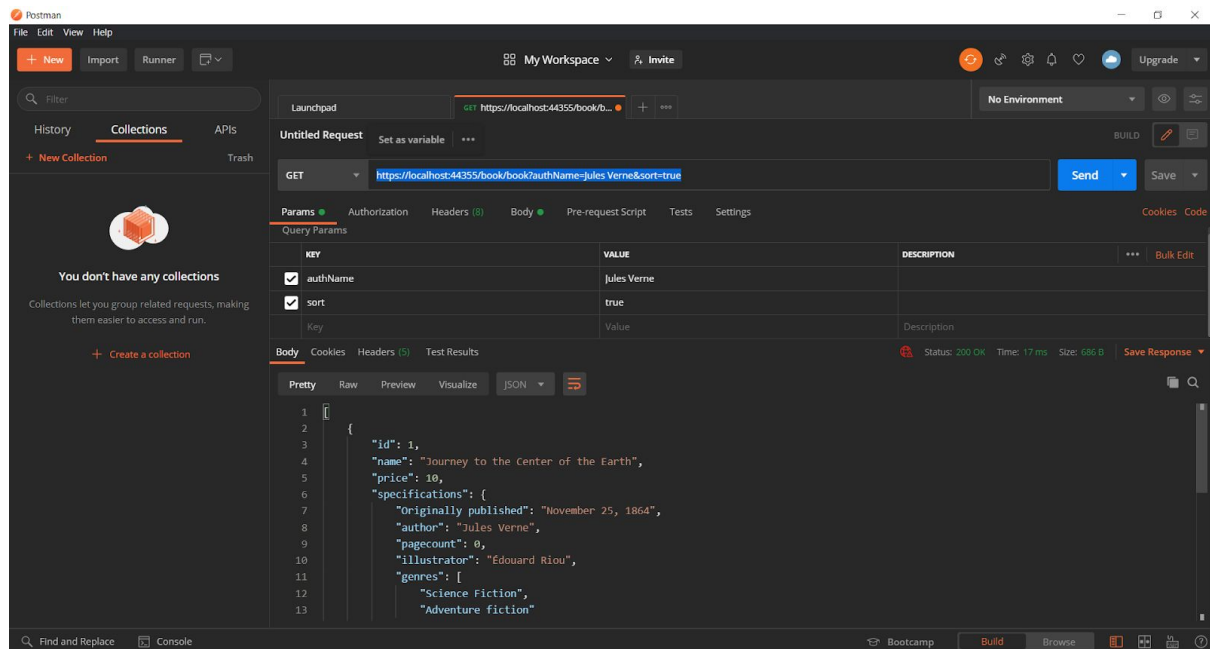 Postman
File Edit View Help
+ New Import Runner My Workspace Invite Upgrade
Filter
History Collections APIs
+ New Collection Trash
You don't have any collections
Collections let you group related requests, making
them easier to access and run.
+ Create a collection
Launchpad GET https://localhost:44355/book/b... + ••• No Environment
Untitled Request Set as variable ••• BUILD
GET https://localhost:44355/book/book?authName=Jules Verne&sort=true Send Save
Params Authorization Headers (8) Body Pre-request Script Tests Settings Cookies Code
Query Params
KEY VALUE DESCRIPTION ••• Bulk Edit
authName Jules Verne
sort true
Key Value Description
Body Cookies Headers (5) Test Results Status: 200 OK Time: 17 ms Size: 686 B Save Response
Pretty Raw Preview Visualize JSON
1 [
2 {
3 "id": 1,
4 "name": "Journey to the Center of the Earth",
5 "price": 10,
6 "specifications": {
7 "Originally published": "November 25, 1864",
8 "author": "Jules Verne",
9 "pagecount": 0,
10 "illustrator": "Édouard Riou",
11 "genres": [
12 "Science Fiction",
13 "Adventure fiction"
Find and Replace Console Bootcamp Build Browse